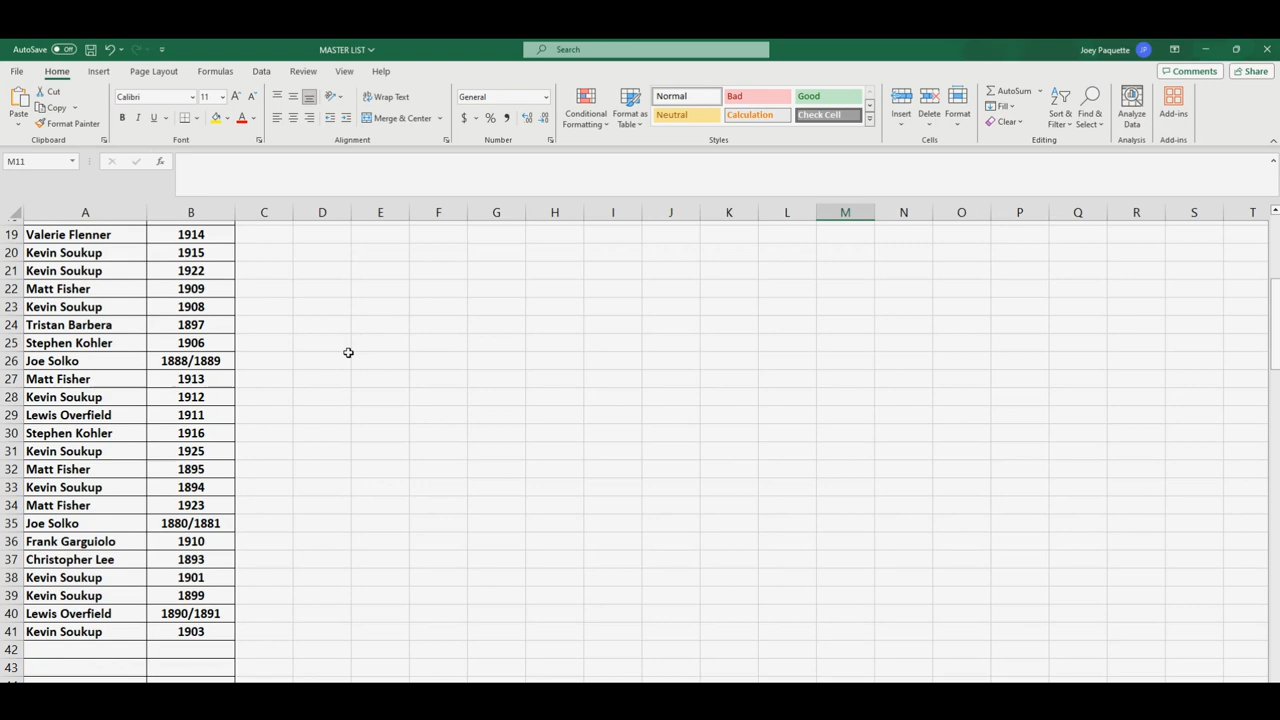 AutoSave Off MASTER LIST Search Joey Paquette JP
File Home Insert Page Layout Formulas Data Review View Help Comments Share
Paste Cut Copy Format Painter Clipboard
Calibri 11 A A B I U A Font
Wrap Text Merge & Center Alignment
General $ % , Number
Conditional Formatting Format as Table Normal Bad Good Neutral Calculation Check Cell Styles
Insert Delete Format Cells
AutoSum Fill Clear Sort & Filter Find & Select Editing
Analyze Data Analysis
Add-ins Add-ins
M11 fx
A B C D E F G H I J K L M N O P Q R S T
19 Valerie Flenner 1914
20 Kevin Soukup 1915
21 Kevin Soukup 1922
22 Matt Fisher 1909
23 Kevin Soukup 1908
24 Tristan Barbera 1897
25 Stephen Kohler 1906
26 Joe Solko 1888/1889
27 Matt Fisher 1913
28 Kevin Soukup 1912
29 Lewis Overfield 1911
30 Stephen Kohler 1916
31 Kevin Soukup 1925
32 Matt Fisher 1895
33 Kevin Soukup 1894
34 Matt Fisher 1923
35 Joe Solko 1880/1881
36 Frank Garguiolo 1910
37 Christopher Lee 1893
38 Kevin Soukup 1901
39 Kevin Soukup 1899
40 Lewis Overfield 1890/1891
41 Kevin Soukup 1903
42
43